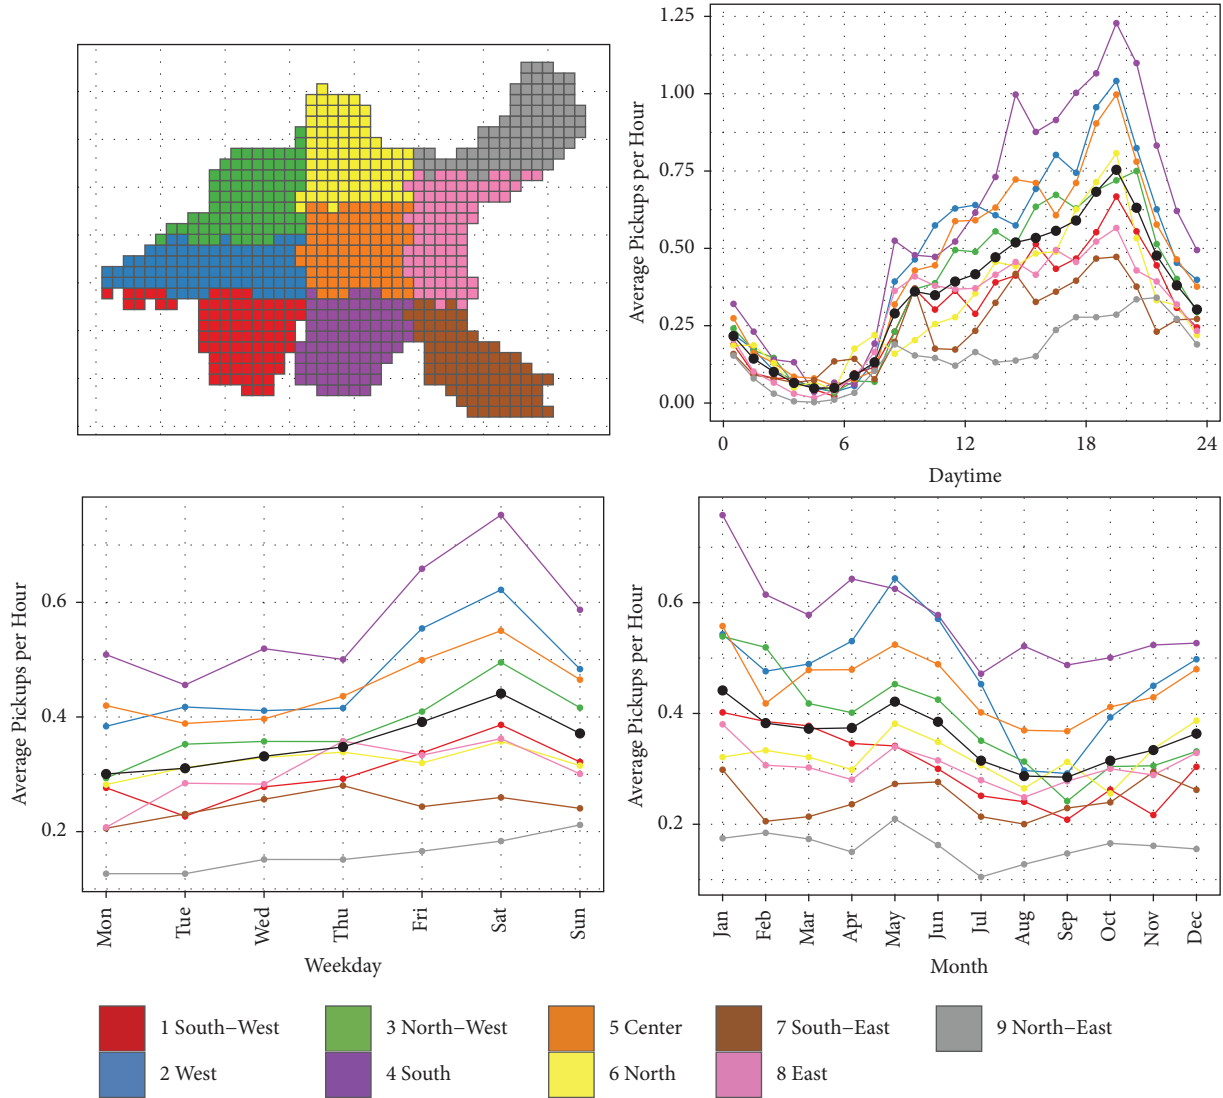 1.25
1.00
0.75
0.50
0.25
0.00
Average Pickups per Hour
0 6 12 18 24
Daytime
0.6
0.4
0.2
Average Pickups per Hour
Mon Tue Wed Thu Fri Sat Sun
Weekday
0.6
0.4
0.2
Average Pickups per Hour
Jan Feb Mar Apr May Jun Jul Aug Sep Oct Nov Dec
Month
1 South−West 3 North−West 5 Center 7 South−East 9 North−East
2 West 4 South 6 North 8 East